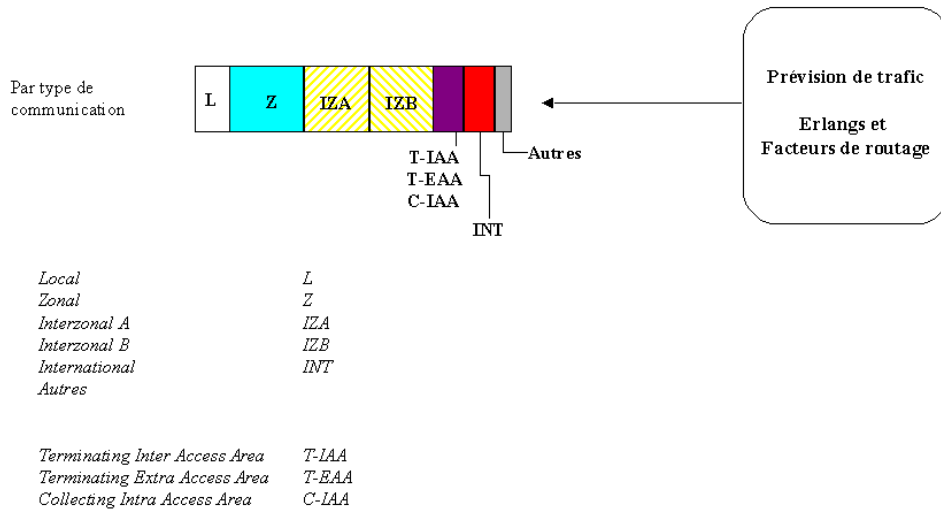 Par type de
communication
L
Z
IZA
IZB
T-IAA
T-EAA
C-IAA
INT
Autres
Prévision de trafic
Erlangs et
Facteurs de routage
Local L
Zonal Z
Interzonal A IZA
Interzonal B IZB
International INT
Autres
Terminating Inter Access Area T-IAA
Terminating Extra Access Area T-EAA
Collecting Intra Access Area C-IAA